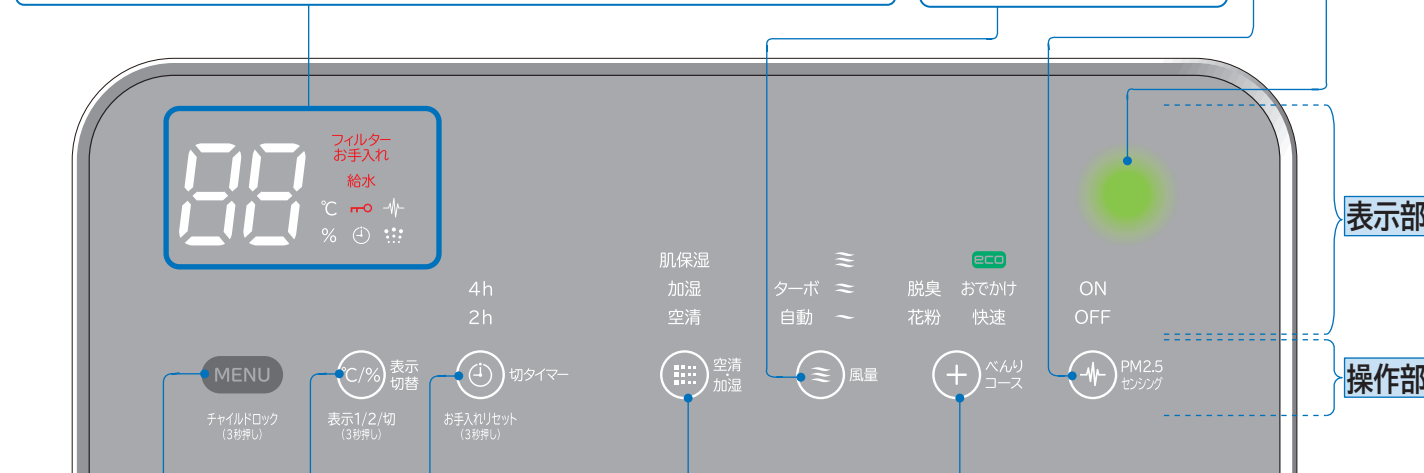 88
フィルター
お手入れ
給水
℃
%
4h
2h
肌保湿
加湿
空清
ターボ
自動
eco
脱臭 おでかけ
花粉 快速
ON
OFF
表示部
MENU
チャイルドロック
(3秒押し)
℃/%
表示
切替
表示1/2/切
(3秒押し)
切タイマー
お手入れリセット
(3秒押し)
空清
・
加湿
風量
べんり
コース
PM2.5
センシング
操作部